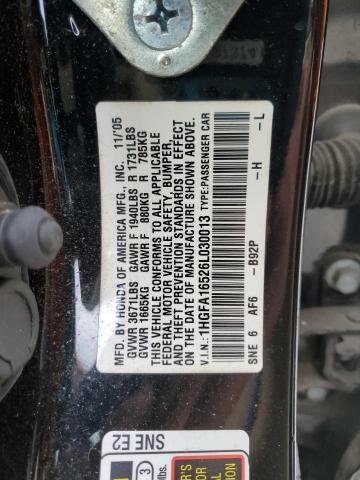 MFD. BY HONDA OF AMERICA MFG., INC. 11/'05
GVWR 3671LBS GAWR F 1940LBS R 1731LBS
GVWR 1665KG GAWR F 880KG R 785KG
THIS VEHICLE CONFORMS TO ALL APPLICABLE
FEDERAL MOTOR VEHICLE SAFETY, BUMPER,
AND THEFT PREVENTION STANDARDS IN EFFECT
ON THE DATE OF MANUFACTURE SHOWN ABOVE.
V.I.N.: 1HGFA16526L030013 TYPE:PASSENGER CAR
SNE 6 AF6 -B92P -H -L
SNE E2
3
lbs.